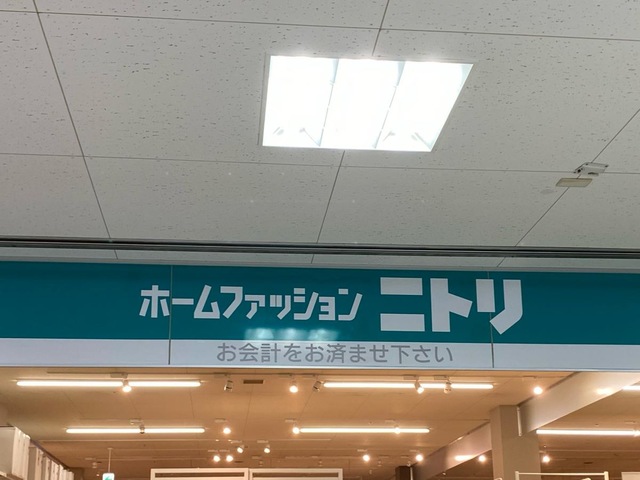 ホームファッション ニトリ
お会計をお済ませ下さい